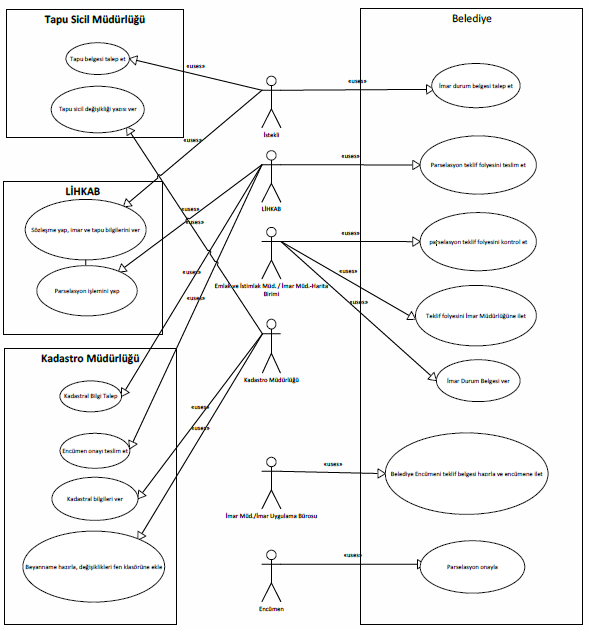 Tapu Sicil Müdürlüğü
Tapu belgesi talep et
Tapu sicil değişikliği yazısı ver
LİHKAB
Sözleşme yap, imar ve tapu bilgilerini ver
Parselasyon işlemini yap
Kadastro Müdürlüğü
Kadastral Bilgi Talep
Encümen onayı teslim et
Kadastral bilgileri ver
Beyanname hazırla, değişiklikleri fen klasörüne ekle
«uses»
«uses»
«uses»
«uses»
«uses»
«uses»
«uses»
«uses»
«uses»
İstekli
LİHKAB
Emlak ve İstimlak Müd. / İmar Müd.-Harita
Birimi
Kadastro Müdürlüğü
İmar Müd./İmar Uygulama Bürosu
Encümen
«uses»
«uses»
«uses»
«uses»
«uses»
«uses»
«uses»
Belediye
İmar durum belgesi talep et
Parselasyon teklif folyesini teslim et
parselasyon teklif folyesini kontrol et
Teklif folyesini İmar Müdürlüğüne ilet
İmar Durum Belgesi ver
Belediye Encümeni teklif belgesi hazırla ve encümene ilet
Parselasyon onayla